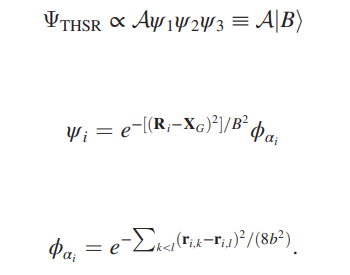 Ψ_THSR ∝ 𝒜ψ₁ψ₂ψ₃ ≡ 𝒜|B⟩
ψ_i = e^{−[(R_i−X_G)²]/B²} ϕ_{α_i}
ϕ_{α_i} = e^{−∑_{k<l}(r_{i,k}−r_{i,l})²/(8b²)}.